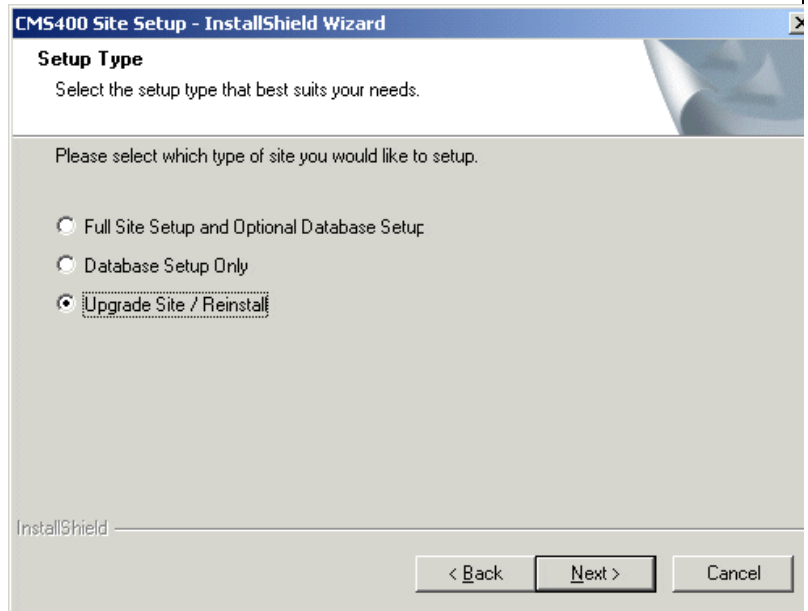 CMS400 Site Setup - InstallShield Wizard
Setup Type
Select the setup type that best suits your needs.
Please select which type of site you would like to setup.
Full Site Setup and Optional Database Setup
Database Setup Only
Upgrade Site / Reinstall
InstallShield
< Back
Next >
Cancel